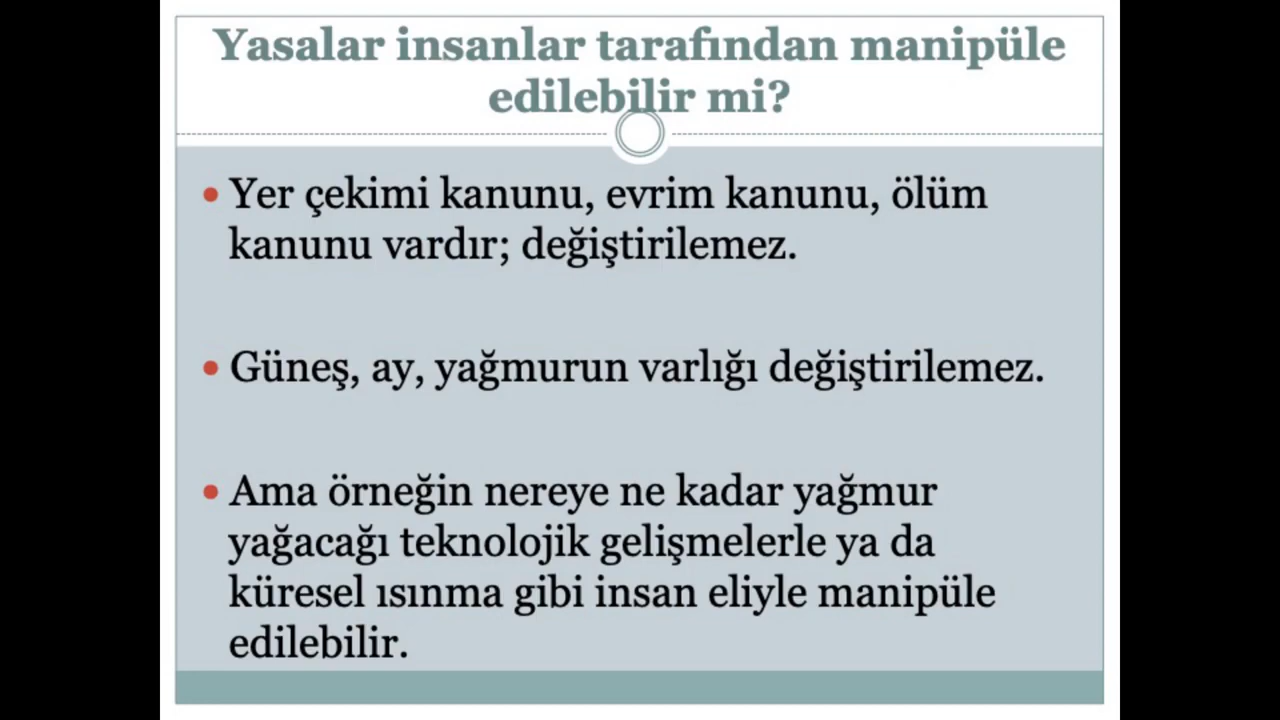 Yasalar insanlar tarafından manipüle
edilebilir mi?
• Yer çekimi kanunu, evrim kanunu, ölüm
kanunu vardır; değiştirilemez.
• Güneş, ay, yağmurun varlığı değiştirilemez.
• Ama örneğin nereye ne kadar yağmur
yağacağı teknolojik gelişmelerle ya da
küresel ısınma gibi insan eliyle manipüle
edilebilir.